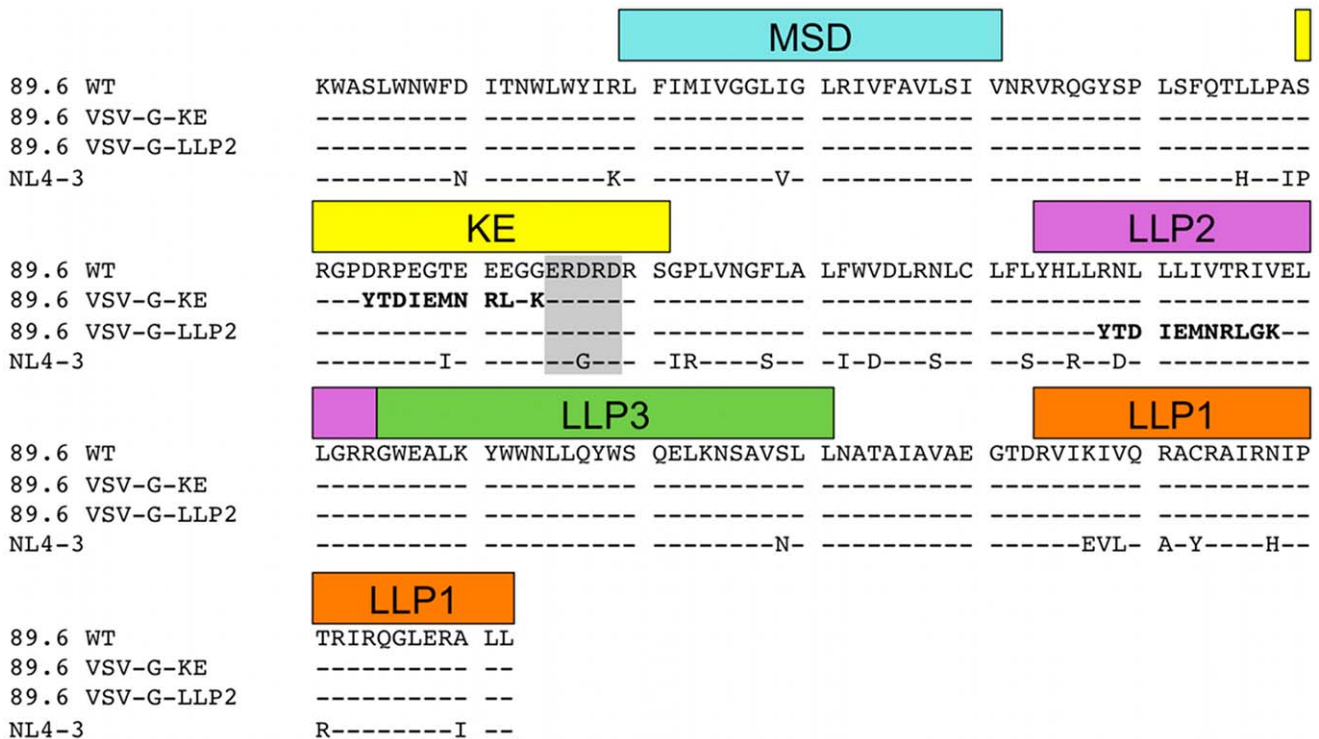 MSD
89.6 WT KWASLWNWFD ITNWLWYIRL FIMIVGGLIG LRIVFAVLSI VNRVRQGYSP LSFQTLLPAS
89.6 VSV-G-KE ---------- ---------- ---------- ---------- ---------- ----------
89.6 VSV-G-LLP2 ---------- ---------- ---------- ---------- ---------- ----------
NL4-3 ---------N --------K- --------V- ---------- ---------- -----H--IP
KE LLP2
89.6 WT RGPDRPEGTE EEGGERDRDR SGPLVNGFLA LFWVDLRNLC LFLYHLLRNL LLIVTRIVEL
89.6 VSV-G-KE ---YTDIEMN RL-K------ ---------- ---------- ---------- ----------
89.6 VSV-G-LLP2 ---------- ---------- ---------- ---------- -------YTD IEMNRLGK--
NL4-3 --------I- ----​--G--- -IR----S-- -I-D---S-- --S--R--D- ----------
LLP3 LLP1
89.6 WT LGRRGWEALK YWWNLLQYWS QELKNSAVSL LNATAIAVAE GTDRVIKIVQ RACRAIRNIP
89.6 VSV-G-KE ---------- ---------- ---------- ---------- ---------- ----------
89.6 VSV-G-LLP2 ---------- ---------- ---------- ---------- ---------- ----------
NL4-3 ---------- ---------- --------N- ---------- ------EVL- A-Y----H--
LLP1
89.6 WT TRIRQGLERA LL
89.6 VSV-G-KE ---------- --
89.6 VSV-G-LLP2 ---------- --
NL4-3 R--------I --